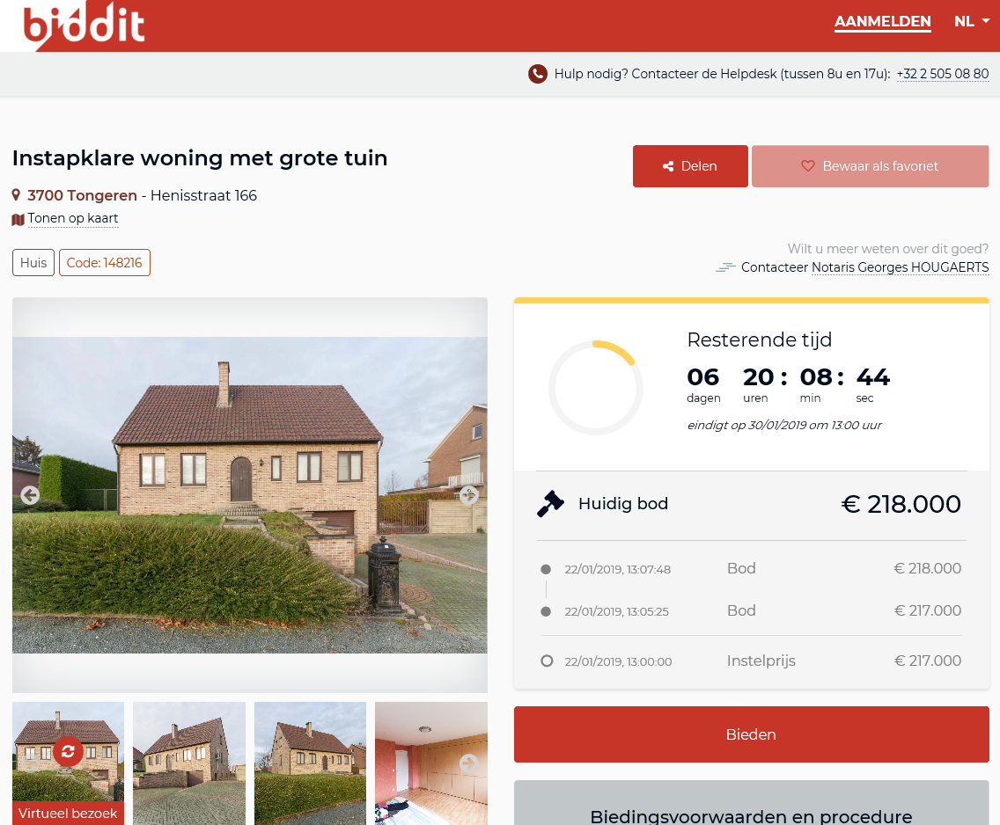 biddit
AANMELDEN NL
Hulp nodig? Contacteer de Helpdesk (tussen 8u en 17u): +32 2 505 08 80
Instapklare woning met grote tuin
Delen
Bewaar als favoriet
3700 Tongeren - Henisstraat 166
Tonen op kaart
Huis
Code: 148216
Wilt u meer weten over dit goed?
Contacteer Notaris Georges HOUGAERTS
Resterende tijd
06 20 : 08 : 44
dagen uren min sec
eindigt op 30/01/2019 om 13:00 uur
Huidig bod € 218.000
22/01/2019, 13:07:48 Bod € 218.000
22/01/2019, 13:05:25 Bod € 217.000
22/01/2019, 13:00:00 Instelprijs € 217.000
Virtueel bezoek
Bieden
Biedingsvoorwaarden en procedure